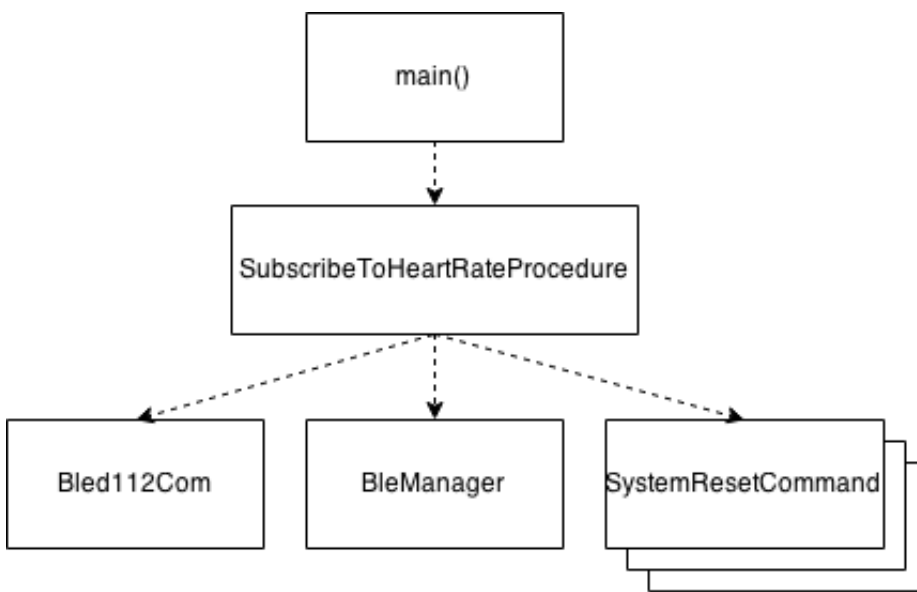 main()
SubscribeToHeartRateProcedure
Bled112Com
BleManager
SystemResetCommand